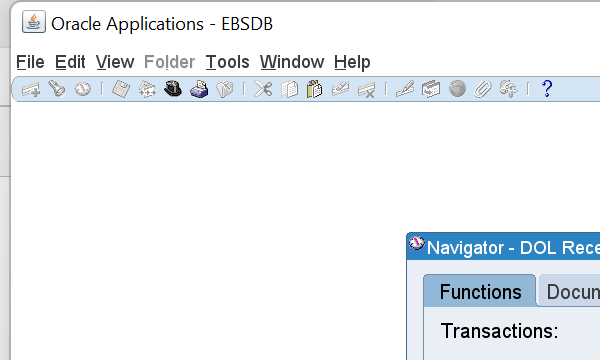 Oracle Applications - EBSDB
File Edit View Folder Tools Window Help
?
Navigator - DOL Rece
Functions Docum
Transactions: